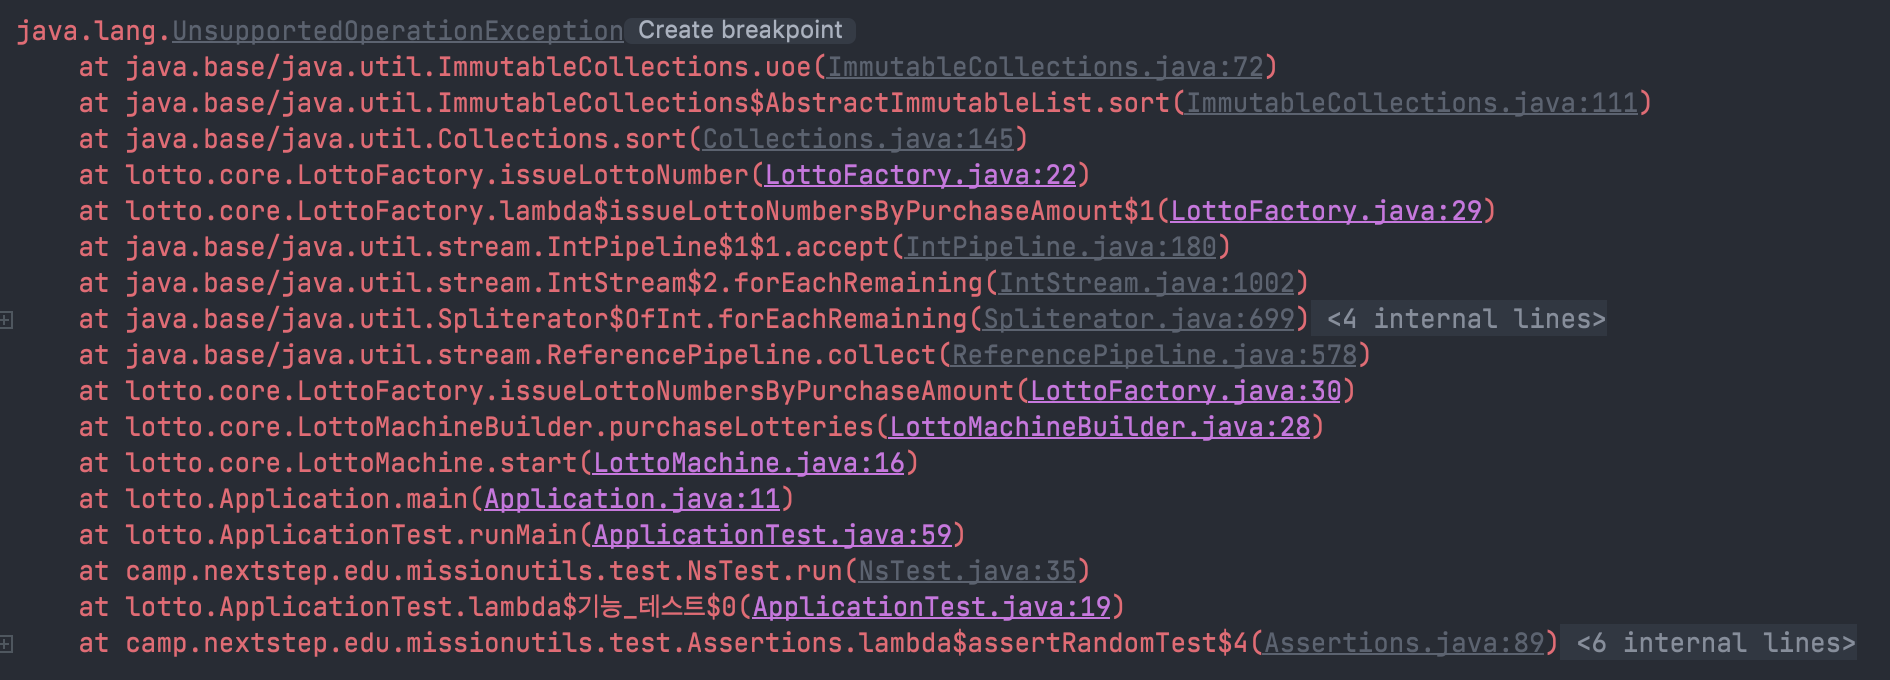 java.lang.UnsupportedOperationException Create breakpoint
at java.base/java.util.ImmutableCollections.uoe(ImmutableCollections.java:72)
at java.base/java.util.ImmutableCollections$AbstractImmutableList.sort(ImmutableCollections.java:111)
at java.base/java.util.Collections.sort(Collections.java:145)
at lotto.core.LottoFactory.issueLottoNumber(LottoFactory.java:22)
at lotto.core.LottoFactory.lambda$issueLottoNumbersByPurchaseAmount$1(LottoFactory.java:29)
at java.base/java.util.stream.IntPipeline$1$1.accept(IntPipeline.java:180)
at java.base/java.util.stream.IntStream$2.forEachRemaining(IntStream.java:1002)
at java.base/java.util.Spliterator$OfInt.forEachRemaining(Spliterator.java:699) <4 internal lines>
at java.base/java.util.stream.ReferencePipeline.collect(ReferencePipeline.java:578)
at lotto.core.LottoFactory.issueLottoNumbersByPurchaseAmount(LottoFactory.java:30)
at lotto.core.LottoMachineBuilder.purchaseLotteries(LottoMachineBuilder.java:28)
at lotto.core.LottoMachine.start(LottoMachine.java:16)
at lotto.Application.main(Application.java:11)
at lotto.ApplicationTest.runMain(ApplicationTest.java:59)
at camp.nextstep.edu.missionutils.test.NsTest.run(NsTest.java:35)
at lotto.ApplicationTest.lambda$기능_테스트$0(ApplicationTest.java:19)
at camp.nextstep.edu.missionutils.test.Assertions.lambda$assertRandomTest$4(Assertions.java:89) <6 internal lines>